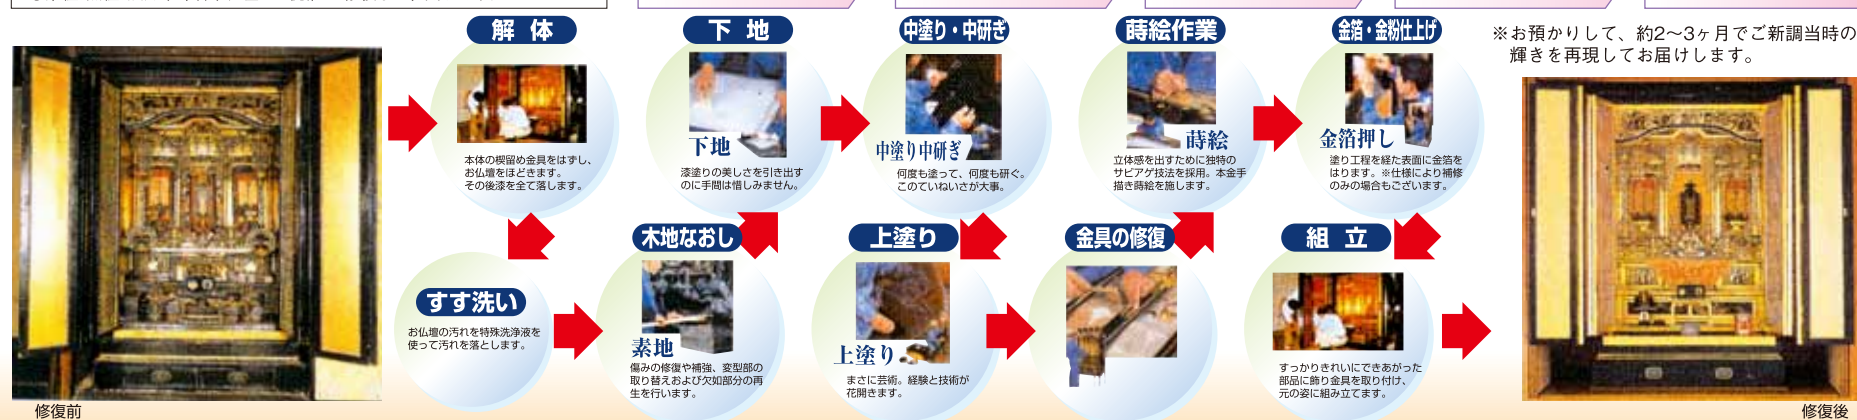 修復前
解体
本体の楔留め金具をはずし、
お仏壇をほどきます。
その後漆を全て落します。
すす洗い
お仏壇の汚れを特殊洗浄液を
使って汚れを落とします。
木地なおし
素地
傷みの修復や補強、変型部の
取り替えおよび欠如部分の再
生を行います。
下地
下地
漆塗りの美しさを引き出す
のに手間は惜しみません。
中塗り・中研ぎ
中塗り中研ぎ
何度も塗って、何度も研ぐ。
このていねいさが大事。
上塗り
上塗り
まさに芸術。経験と技術が
花開きます。
金具の修復
蒔絵作業
蒔絵
立体感を出すために独特の
サビアゲ技法を採用。本金手
描き蒔絵を施します。
金箔・金粉仕上げ
金箔押し
塗り工程を経た表面に金箔を
はります。※仕様により補修
のみの場合もございます。
組立
すっかりきれいにできあがった
部品に飾り金具を取り付け、
元の姿に組み立てます。
※お預かりして、約2〜3ヶ月でご新調当時の
輝きを再現してお届けします。
修復後